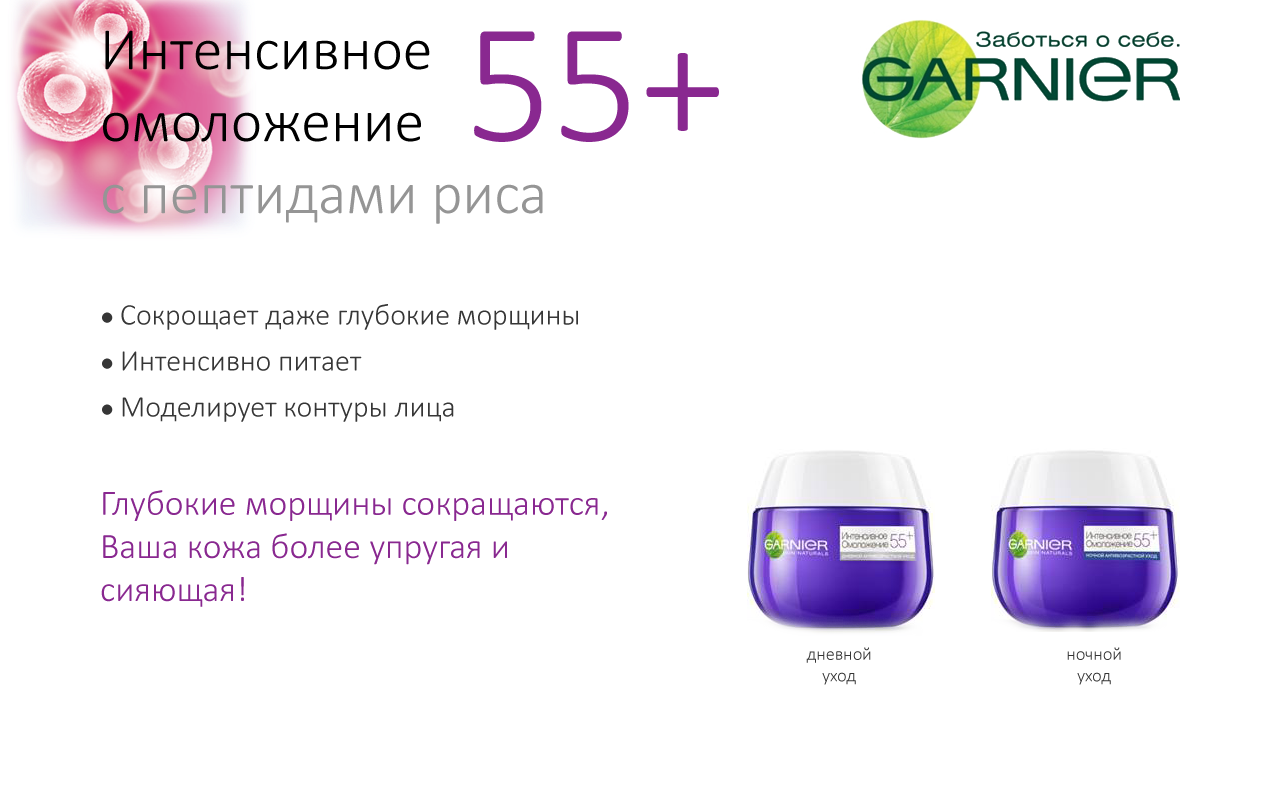 Интенсивное
омоложение
55+
с пептидами риса
Заботься о себе.
GARNIER
● Сокрощает даже глубокие морщины
● Интенсивно питает
● Моделирует контуры лица
Глубокие морщины сокращаются,
Ваша кожа более упругая и
сияющая!
GARNIER
SKIN NATURALS
Интенсивное
Омоложение 55+
ДНЕВНОЙ АНТИВОЗРАСТНОЙ УХОД
GARNIER
SKIN NATURALS
Интенсивное
Омоложение 55+
НОЧНОЙ АНТИВОЗРАСТНОЙ УХОД
дневной
уход
ночной
уход